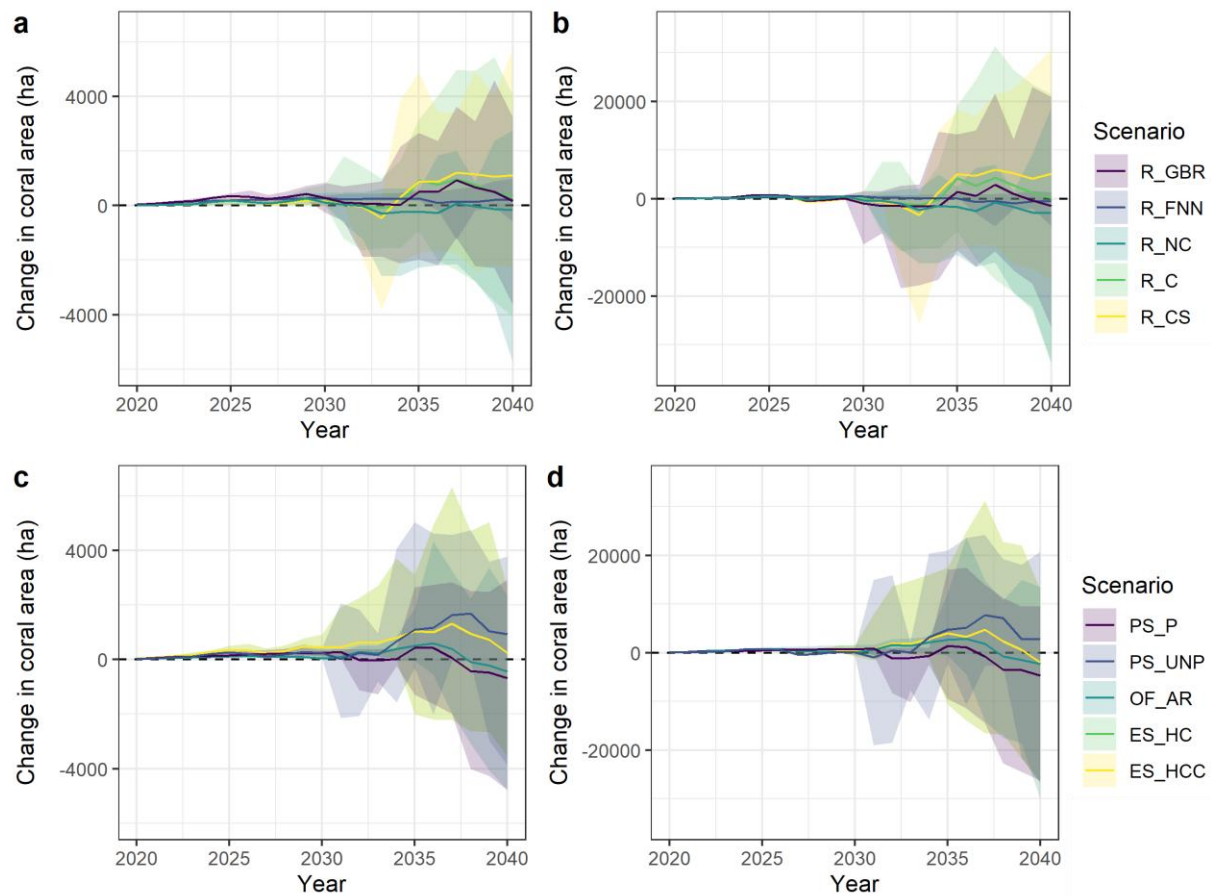 a
Change in coral area (ha)
4000
0
-4000
2020 2025 2030 2035 2040
Year
b
Change in coral area (ha)
20000
0
-20000
2020 2025 2030 2035 2040
Year
Scenario
R_GBR
R_FNN
R_NC
R_C
R_CS
c
Change in coral area (ha)
4000
0
-4000
2020 2025 2030 2035 2040
Year
d
Change in coral area (ha)
20000
0
-20000
2020 2025 2030 2035 2040
Year
Scenario
PS_P
PS_UNP
OF_AR
ES_HC
ES_HCC